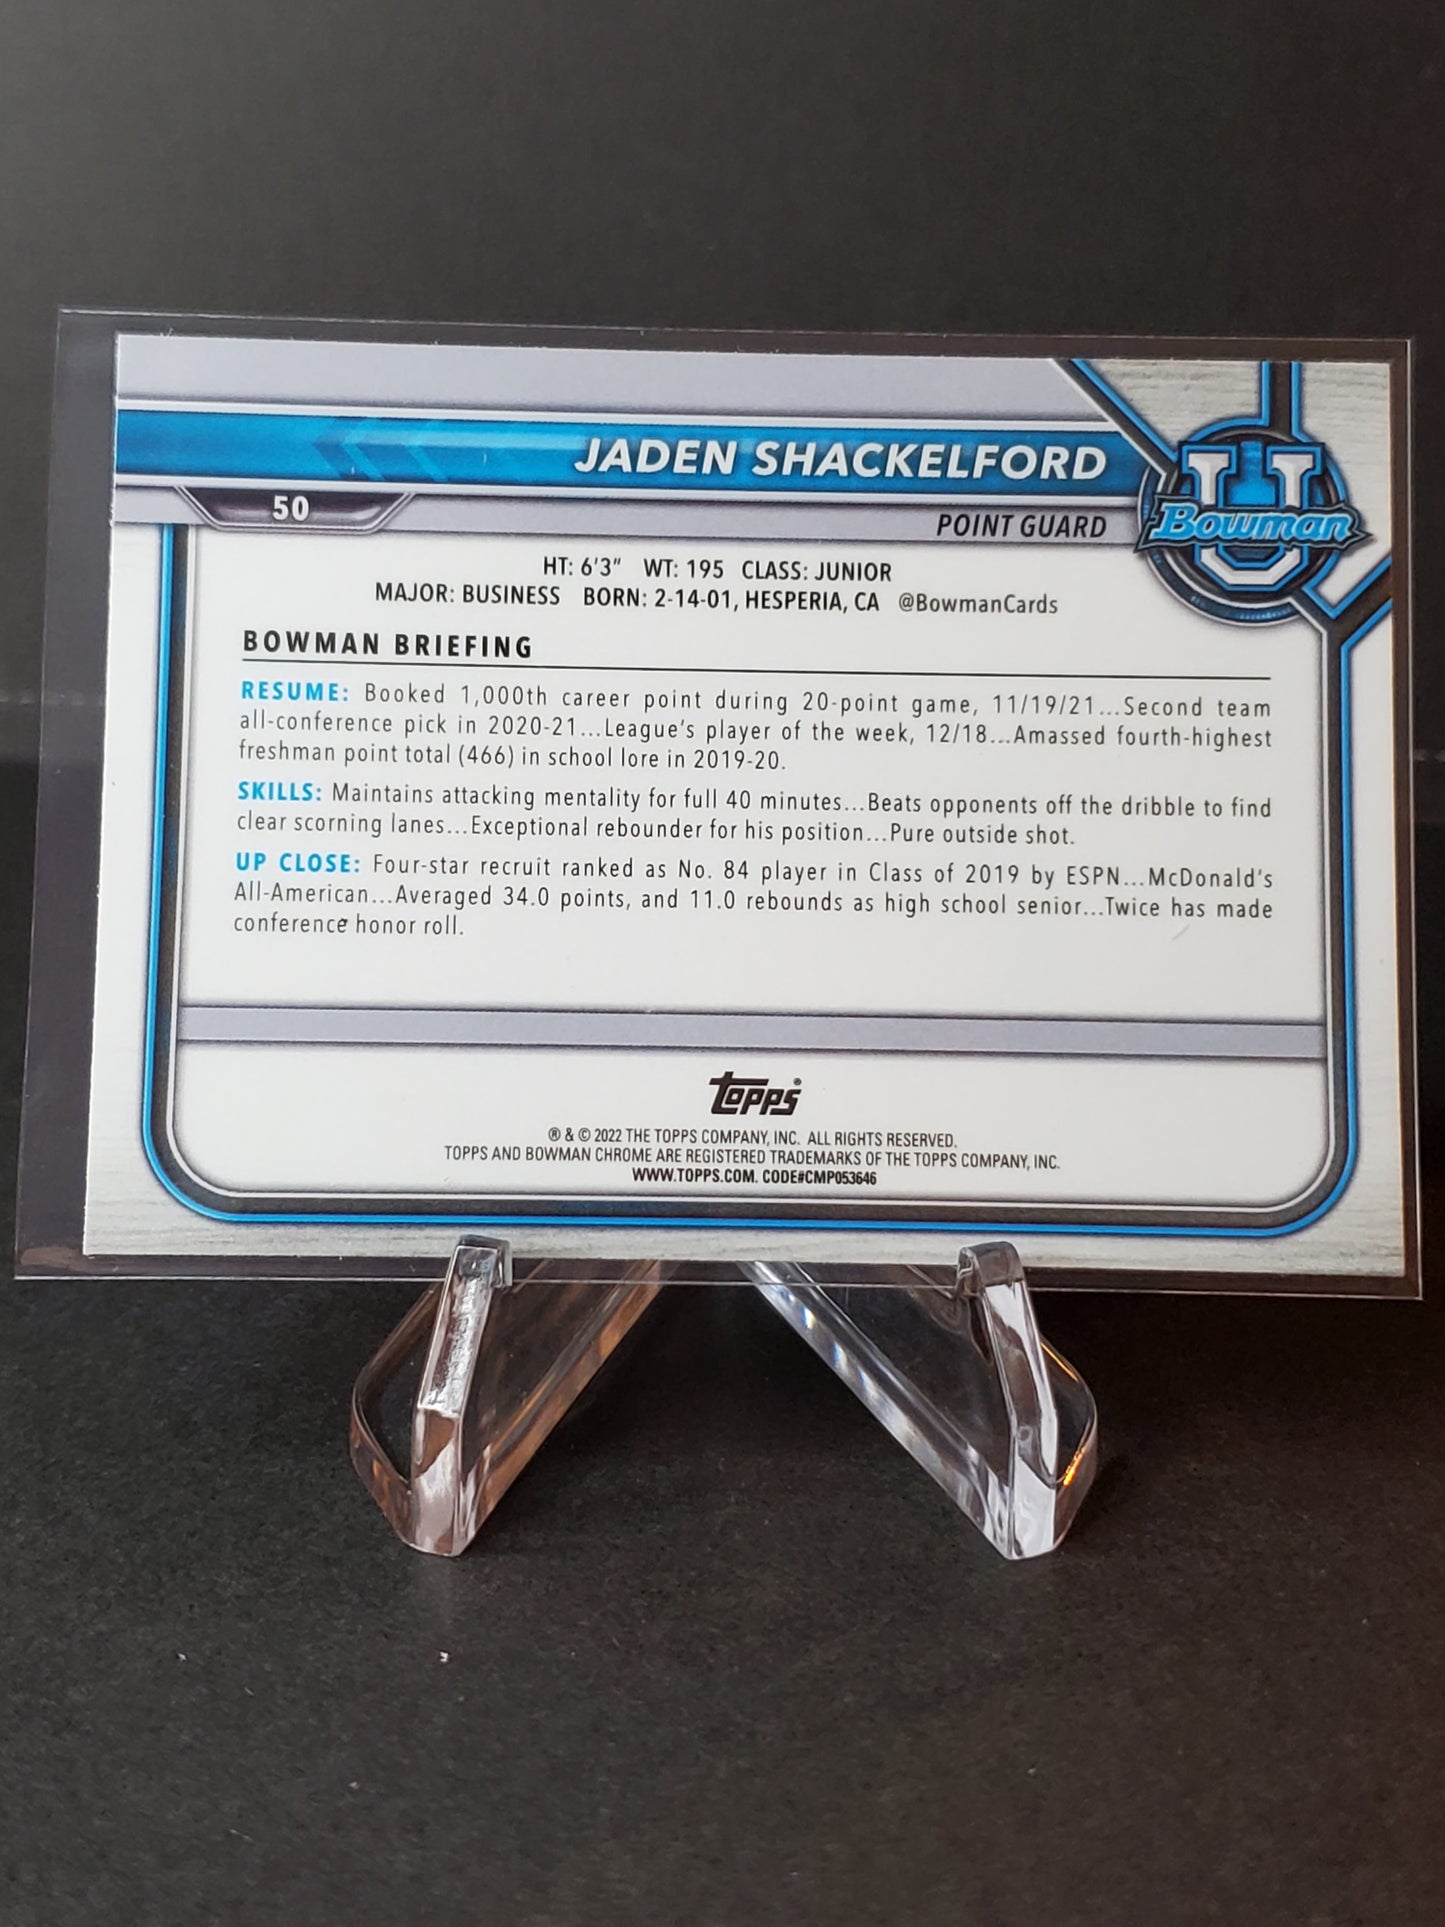 JADEN SHACKELFORD
50
POINT GUARD
U
Bowman
HT: 6'3" WT: 195 CLASS: JUNIOR
MAJOR: BUSINESS BORN: 2-14-01, HESPERIA, CA @BowmanCards
BOWMAN BRIEFING
RESUME: Booked 1,000th career point during 20-point game, 11/19/21...Second team
all-conference pick in 2020-21...League's player of the week, 12/18...Amassed fourth-highest
freshman point total (466) in school lore in 2019-20.
SKILLS: Maintains attacking mentality for full 40 minutes...Beats opponents off the dribble to find
clear scorning lanes...Exceptional rebounder for his position...Pure outside shot.
UP CLOSE: Four-star recruit ranked as No. 84 player in Class of 2019 by ESPN...McDonald's
All-American...Averaged 34.0 points, and 11.0 rebounds as high school senior...Twice has made
conference honor roll.
TOPPS®
® & © 2022 THE TOPPS COMPANY, INC. ALL RIGHTS RESERVED.
TOPPS AND BOWMAN CHROME ARE REGISTERED TRADEMARKS OF THE TOPPS COMPANY, INC.
WWW.TOPPS.COM. CODE#CMP053646